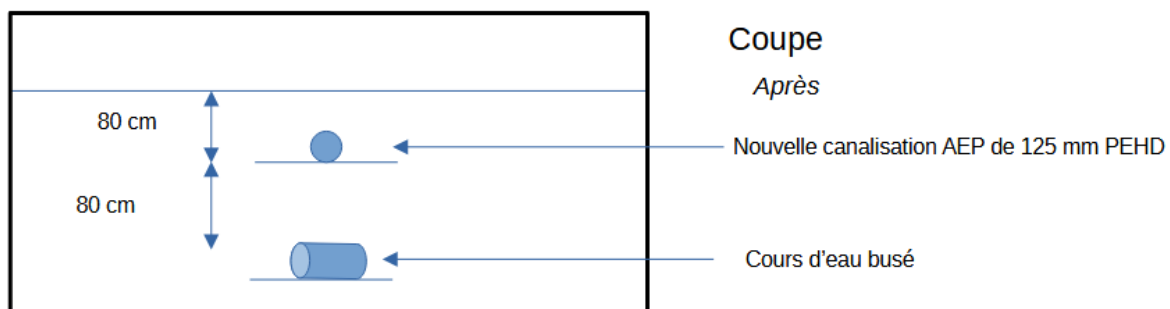 Coupe
Après
80 cm
Nouvelle canalisation AEP de 125 mm PEHD
80 cm
Cours d'eau busé